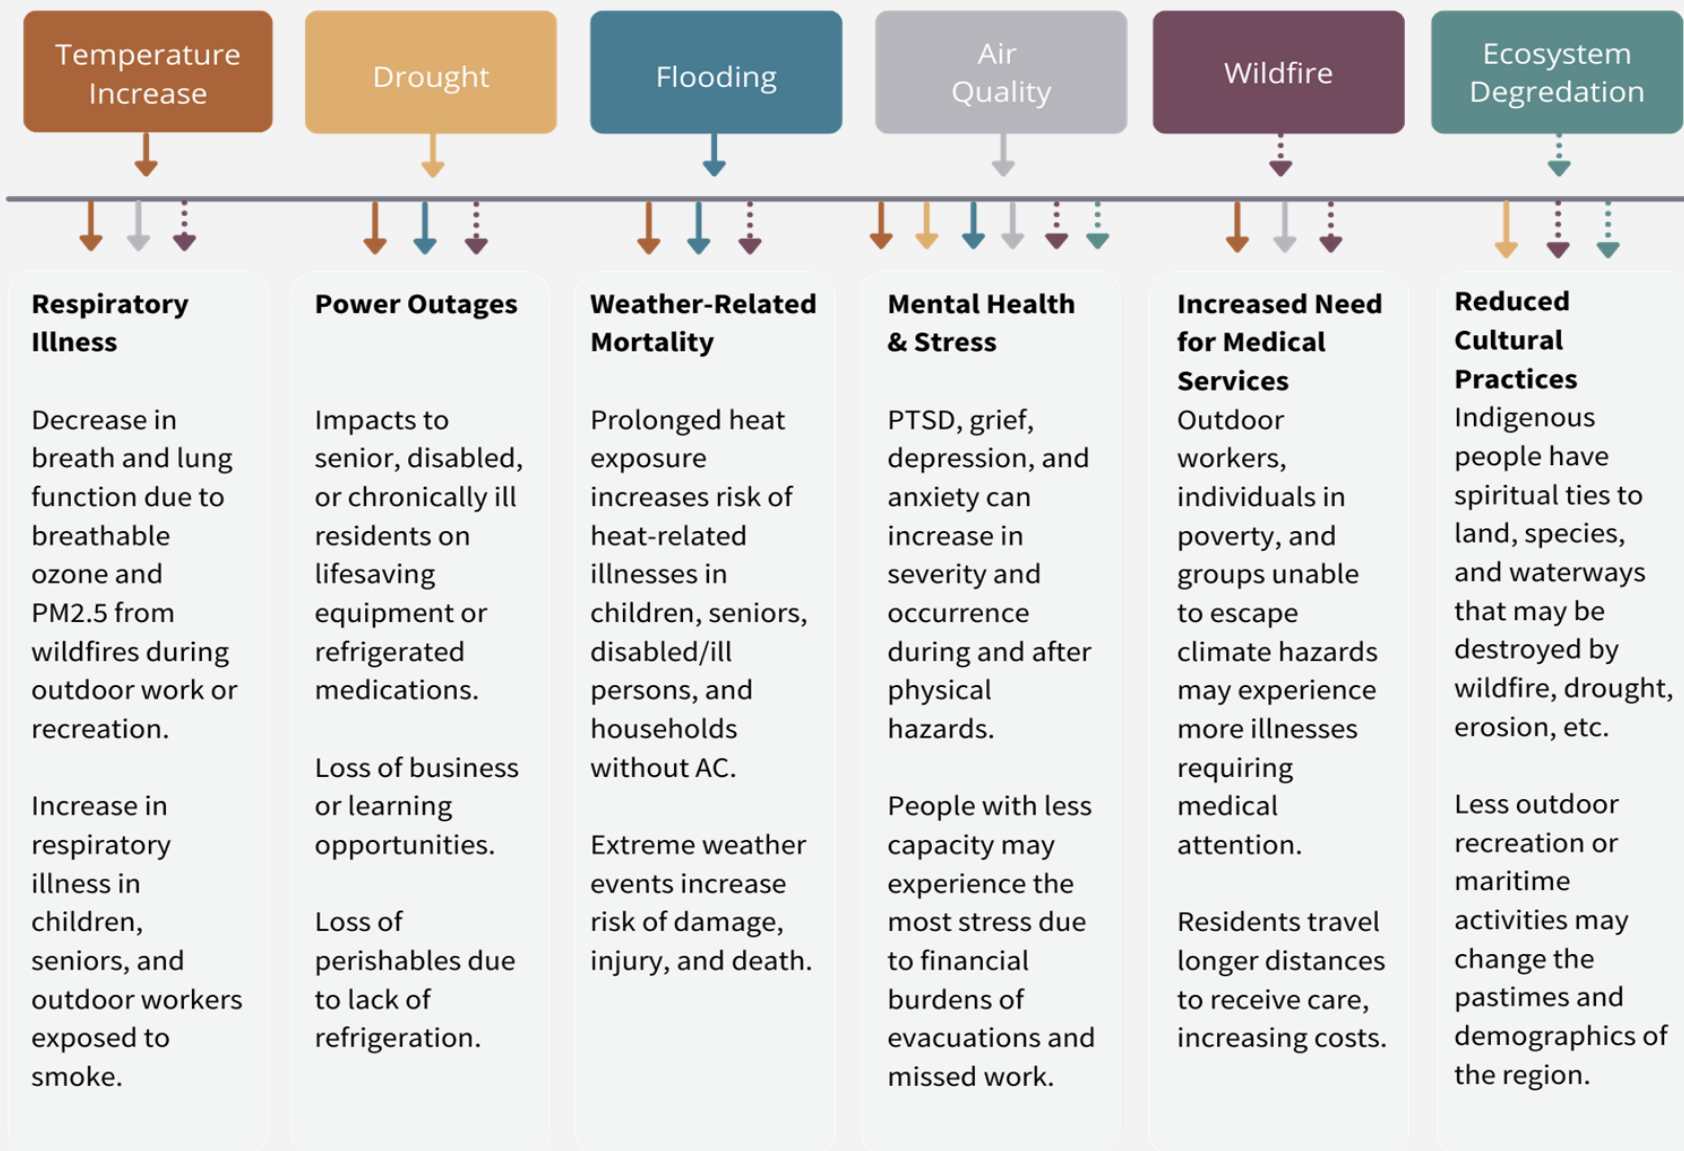 Temperature
Increase
Drought
Flooding
Air
Quality
Wildfire
Ecosystem
Degredation
Respiratory
Illness
Decrease in
breath and lung
function due to
breathable
ozone and
PM2.5 from
wildfires during
outdoor work or
recreation.
Increase in
respiratory
illness in
children,
seniors, and
outdoor workers
exposed to
smoke.
Power Outages
Impacts to
senior, disabled,
or chronically ill
residents on
lifesaving
equipment or
refrigerated
medications.
Loss of business
or learning
opportunities.
Loss of
perishables due
to lack of
refrigeration.
Weather-Related
Mortality
Prolonged heat
exposure
increases risk of
heat-related
illnesses in
children, seniors,
disabled/ill
persons, and
households
without AC.
Extreme weather
events increase
risk of damage,
injury, and death.
Mental Health
& Stress
PTSD, grief,
depression, and
anxiety can
increase in
severity and
occurrence
during and after
physical
hazards.
People with less
capacity may
experience the
most stress due
to financial
burdens of
evacuations and
missed work.
Increased Need
for Medical
Services
Outdoor
workers,
individuals in
poverty, and
groups unable
to escape
climate hazards
may experience
more illnesses
requiring
medical
attention.
Residents travel
longer distances
to receive care,
increasing costs.
Reduced
Cultural
Practices
Indigenous
people have
spiritual ties to
land, species,
and waterways
that may be
destroyed by
wildfire, drought,
erosion, etc.
Less outdoor
recreation or
maritime
activities may
change the
pastimes and
demographics of
the region.